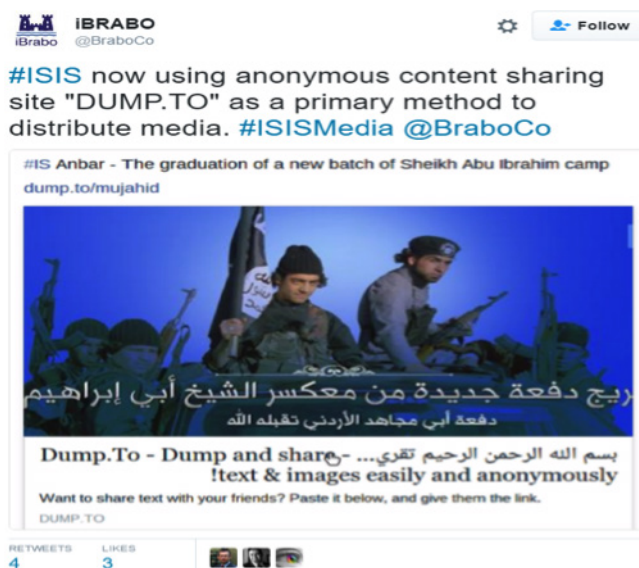 iBRABO
iBrabo
@BraboCo
Follow
#ISIS now using anonymous content sharing
site "DUMP.TO" as a primary method to
distribute media. #ISISMedia @BraboCo
#IS Anbar - The graduation of a new batch of Sheikh Abu Ibrahim camp
dump.to/mujahid
ريج دفعة جديدة من معكسر الشيخ أبي إبراهيم
دفعة أبي مجاهد الأردني تقبله الله
بسم الله الرحمن الرحيم تقري... - Dump.To - Dump and share
!text & images easily and anonymously
Want to share text with your friends? Paste it below, and give them the link.
DUMP.TO
RETWEETS LIKES
4 3